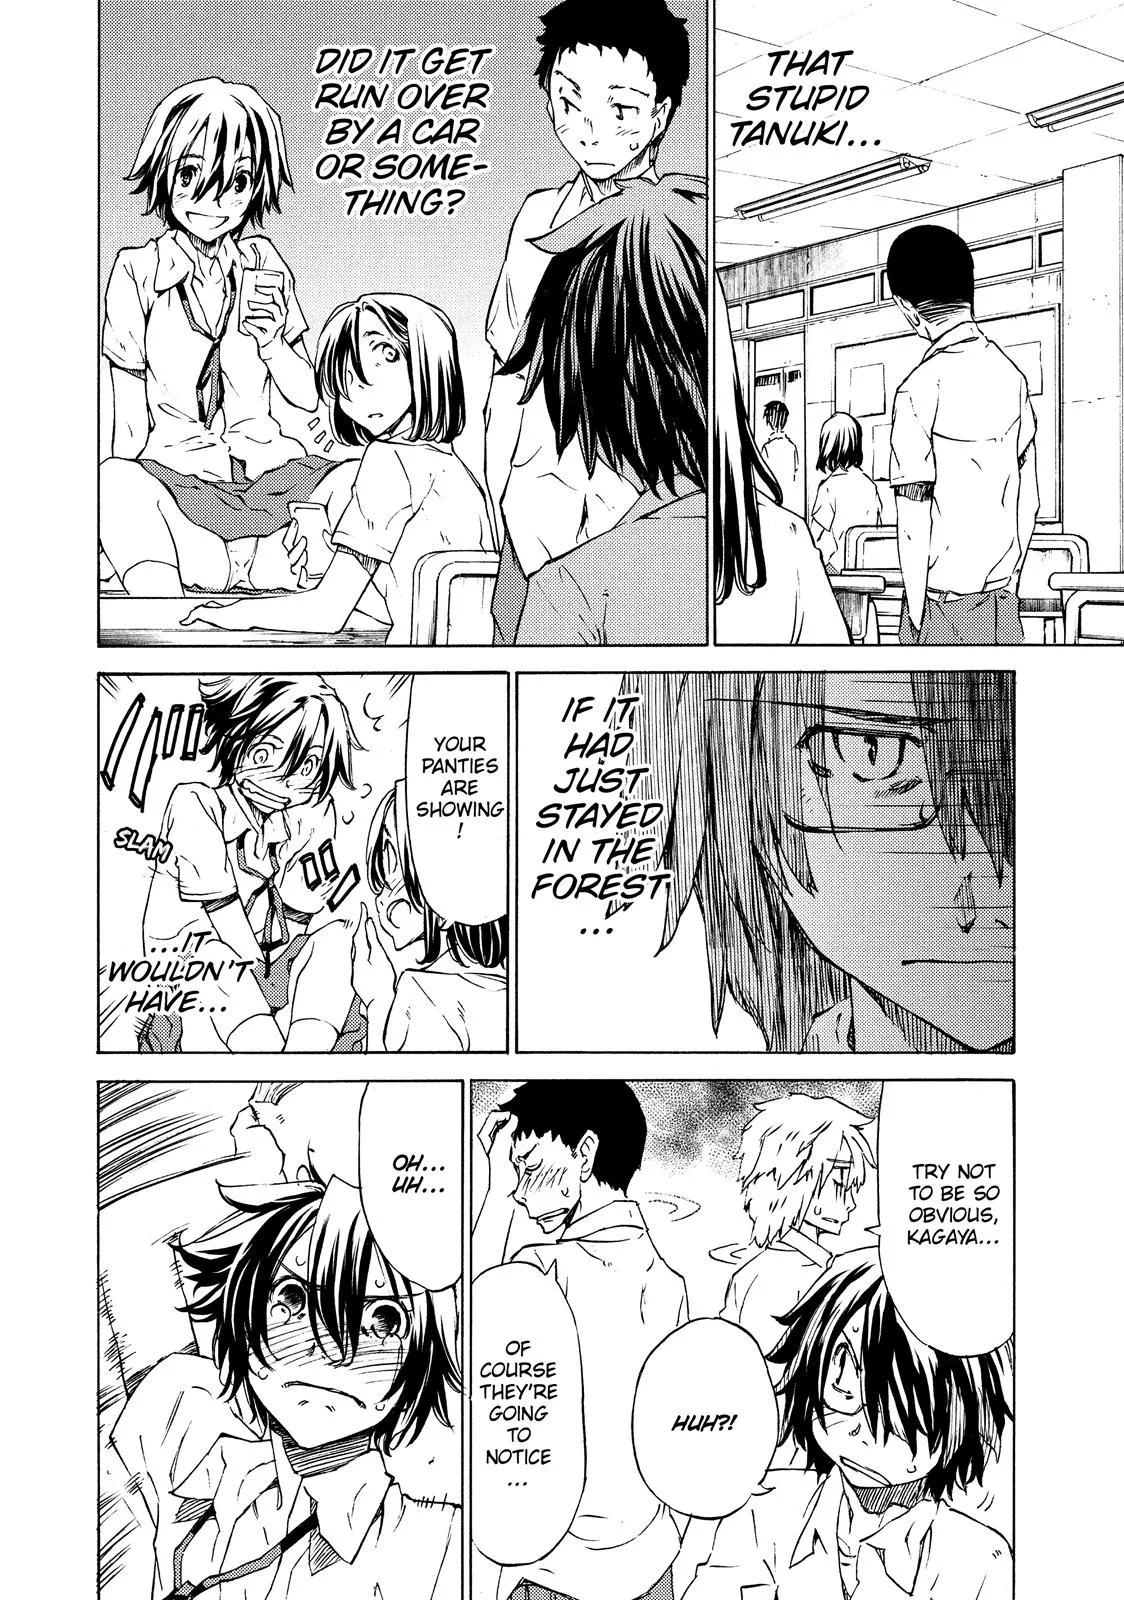 THAT
STUPID
TANUKI...
DID IT GET
RUN OVER
BY A CAR
OR SOME-
THING?
IF IT
HAD
JUST
STAYED
IN THE
FOREST
...
YOUR
PANTIES
ARE
SHOWING
!
SLAM
...IT
WOULDN'T
HAVE...
TRY NOT
TO BE SO
OBVIOUS,
KAGAYA...
HUH?!
OF
COURSE
THEY'RE
GOING
TO
NOTICE
...
OH...
UH...